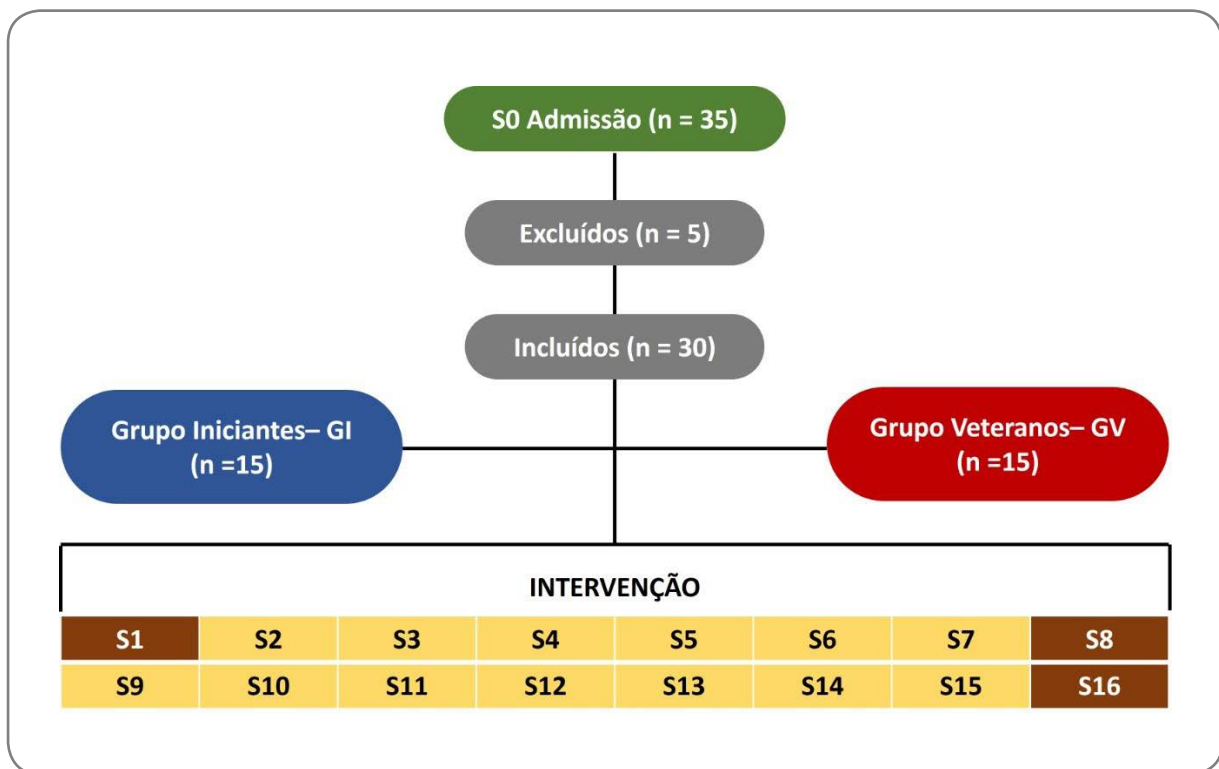 S0 Admissão (n = 35)
Excluídos (n = 5)
Incluídos (n = 30)
Grupo Iniciantes– GI
(n =15)
Grupo Veteranos– GV
(n =15)
INTERVENÇÃO
S1 S2 S3 S4 S5 S6 S7 S8
S9 S10 S11 S12 S13 S14 S15 S16